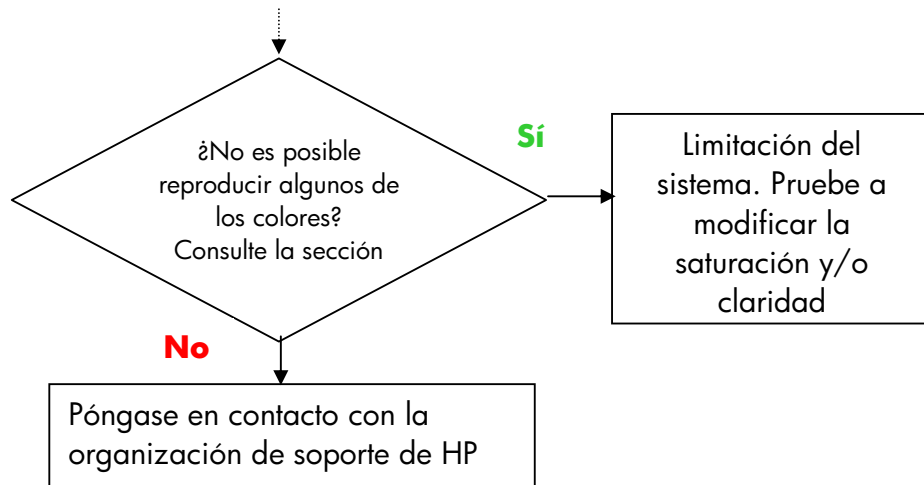 ¿No es posible
reproducir algunos de
los colores?
Consulte la sección
Sí
Limitación del
sistema. Pruebe a
modificar la
saturación y/o
claridad
No
Póngase en contacto con la
organización de soporte de HP